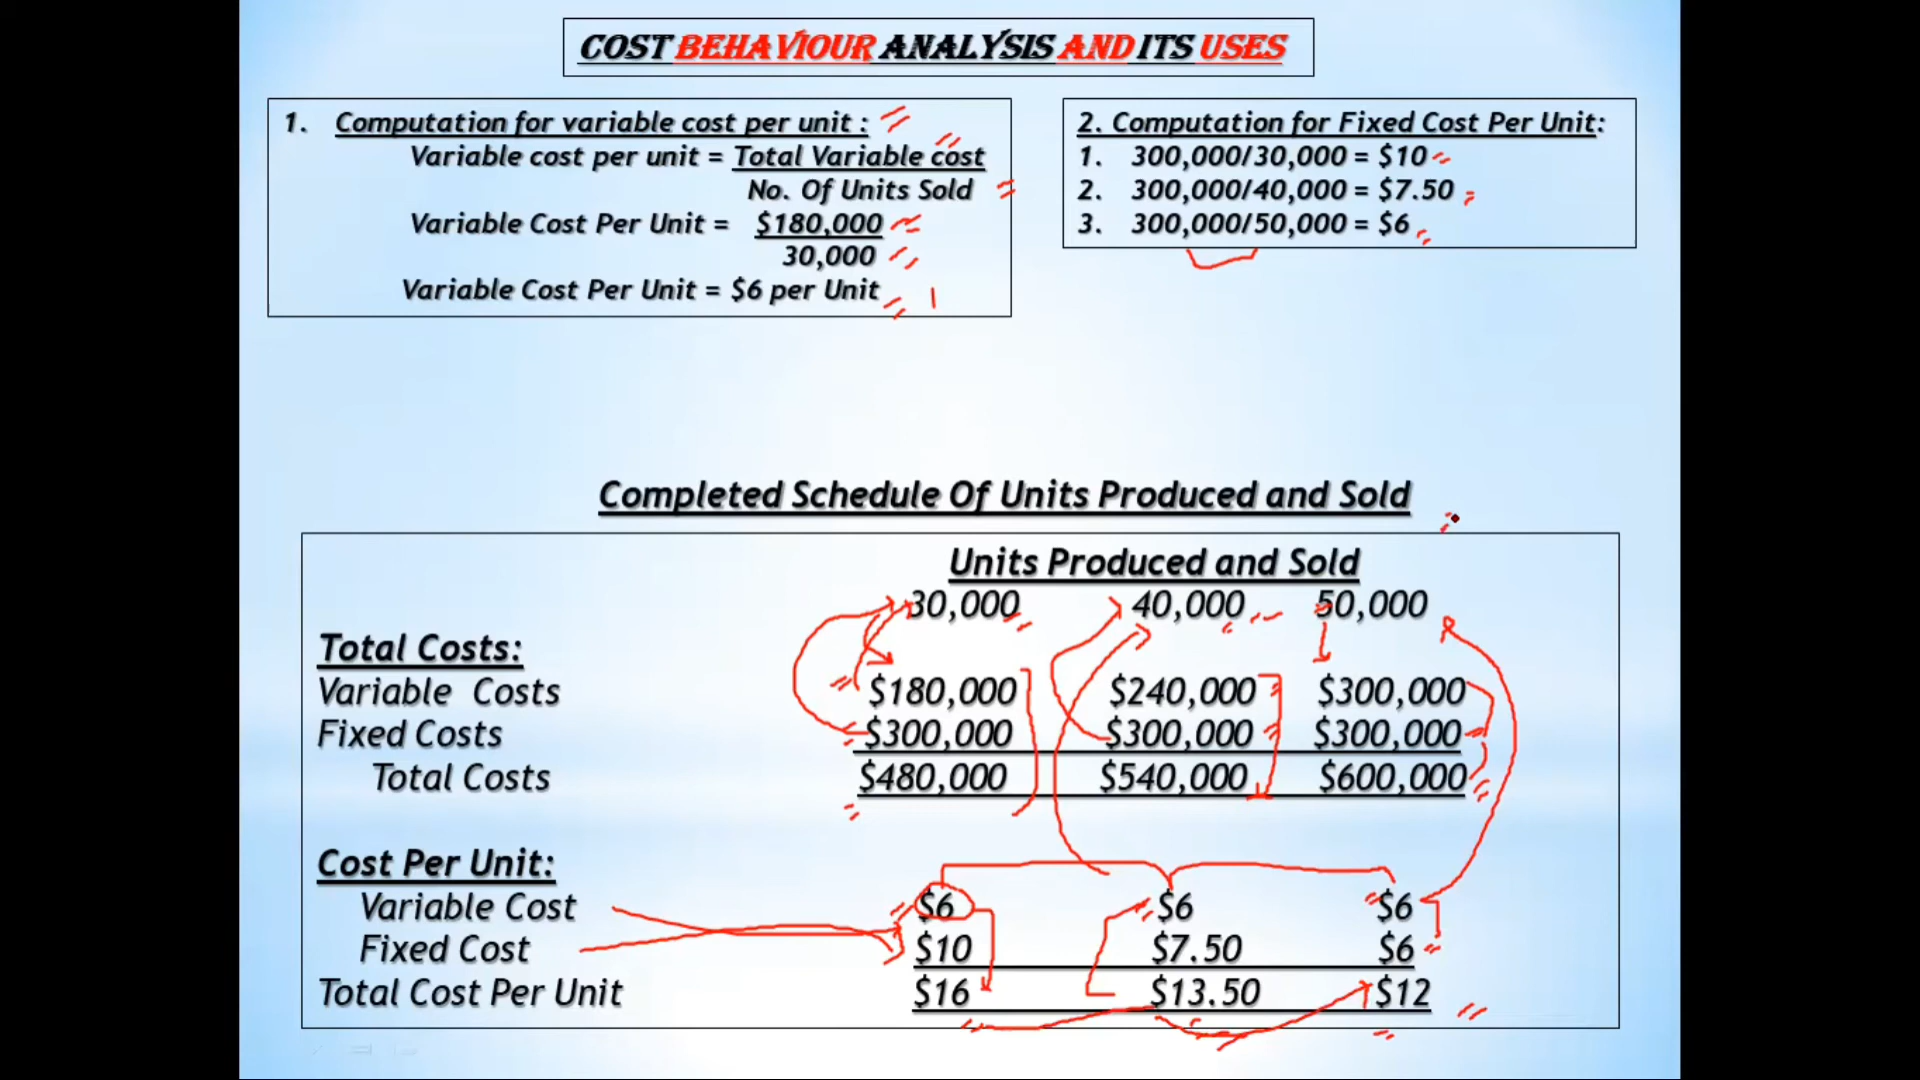 COST BEHAVIOUR ANALYSIS AND ITS USES
1. Computation for variable cost per unit :
Variable cost per unit = Total Variable cost
No. Of Units Sold
Variable Cost Per Unit = $180,000
30,000
Variable Cost Per Unit = $6 per Unit
2. Computation for Fixed Cost Per Unit:
1. 300,000/30,000 = $10
2. 300,000/40,000 = $7.50
3. 300,000/50,000 = $6
Completed Schedule Of Units Produced and Sold
Units Produced and Sold
30,000 40,000 50,000
Total Costs:
Variable Costs $180,000 $240,000 $300,000
Fixed Costs $300,000 $300,000 $300,000
Total Costs $480,000 $540,000 $600,000
Cost Per Unit:
Variable Cost $6 $6 $6
Fixed Cost $10 $7.50 $6
Total Cost Per Unit $16 $13.50 $12